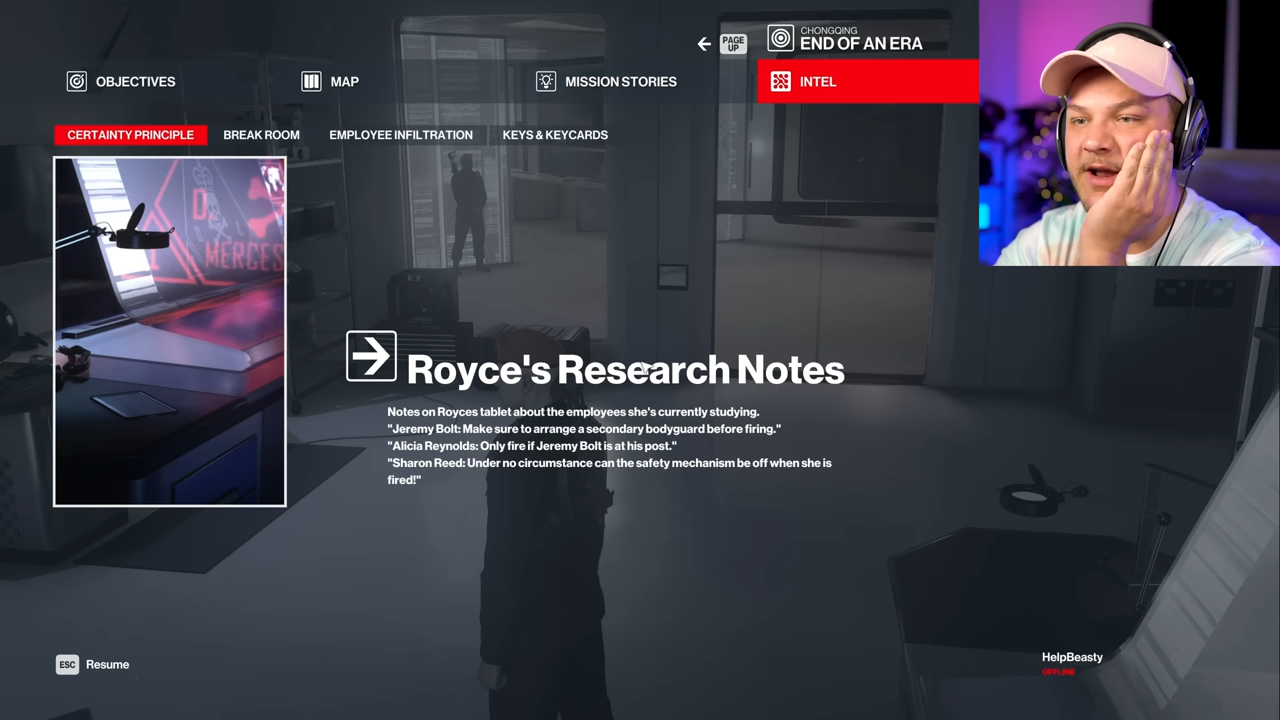 CHONGQING
PAGE UP
END OF AN ERA
OBJECTIVES
MAP
MISSION STORIES
INTEL
CERTAINTY PRINCIPLE
BREAK ROOM
EMPLOYEE INFILTRATION
KEYS & KEYCARDS
MERCES
Royce's Research Notes
Notes on Royces tablet about the employees she's currently studying.
"Jeremy Bolt: Make sure to arrange a secondary bodyguard before firing."
"Alicia Reynolds: Only fire if Jeremy Bolt is at his post."
"Sharon Reed: Under no circumstance can the safety mechanism be off when she is
fired!"
ESC Resume
HelpBeasty
OFFLINE